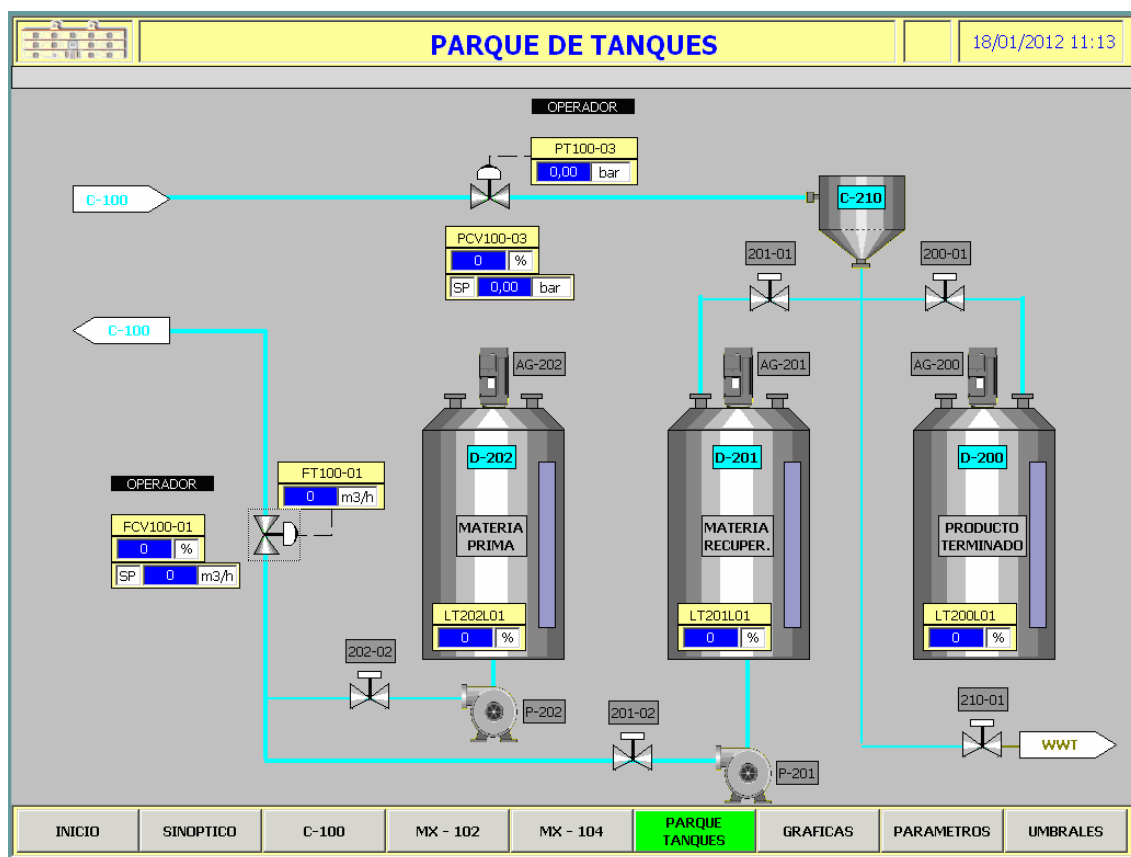 PARQUE DE TANQUES
18/01/2012 11:13
OPERADOR
PT100-03
0,00 bar
C-100
C-210
PCV100-03
0 %
SP 0,00 bar
201-01
200-01
C-100
AG-202
AG-201
AG-200
D-202
D-201
D-200
FT100-01
0 m3/h
OPERADOR
FCV100-01
0 %
SP 0 m3/h
MATERIA
PRIMA
MATERIA
RECUPER.
PRODUCTO
TERMINADO
LT202L01
0 %
LT201L01
0 %
LT200L01
0 %
202-02
P-202
201-02
210-01
WWT
P-201
INICIO
SINOPTICO
C-100
MX - 102
MX - 104
PARQUE
TANQUES
GRAFICAS
PARAMETROS
UMBRALES